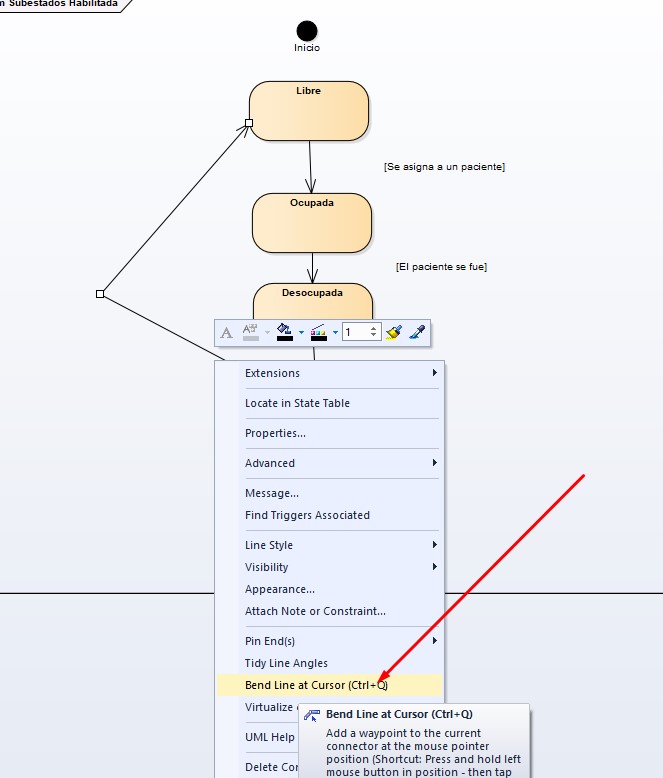 m Subestados Habilitada
Inicio
Libre
[Se asigna a un paciente]
Ocupada
[El paciente se fue]
Desocupada
A
1
Extensions
Locate in State Table
Properties...
Advanced
Message...
Find Triggers Associated
Line Style
Visibility
Appearance...
Attach Note or Constraint...
Pin End(s)
Tidy Line Angles
Bend Line at Cursor (Ctrl+Q)
Virtualize
UML Help
Delete Con
Bend Line at Cursor (Ctrl+Q)
Add a waypoint to the current
connector at the mouse pointer
position (Shortcut: Press and hold left
mouse button in position - then tap